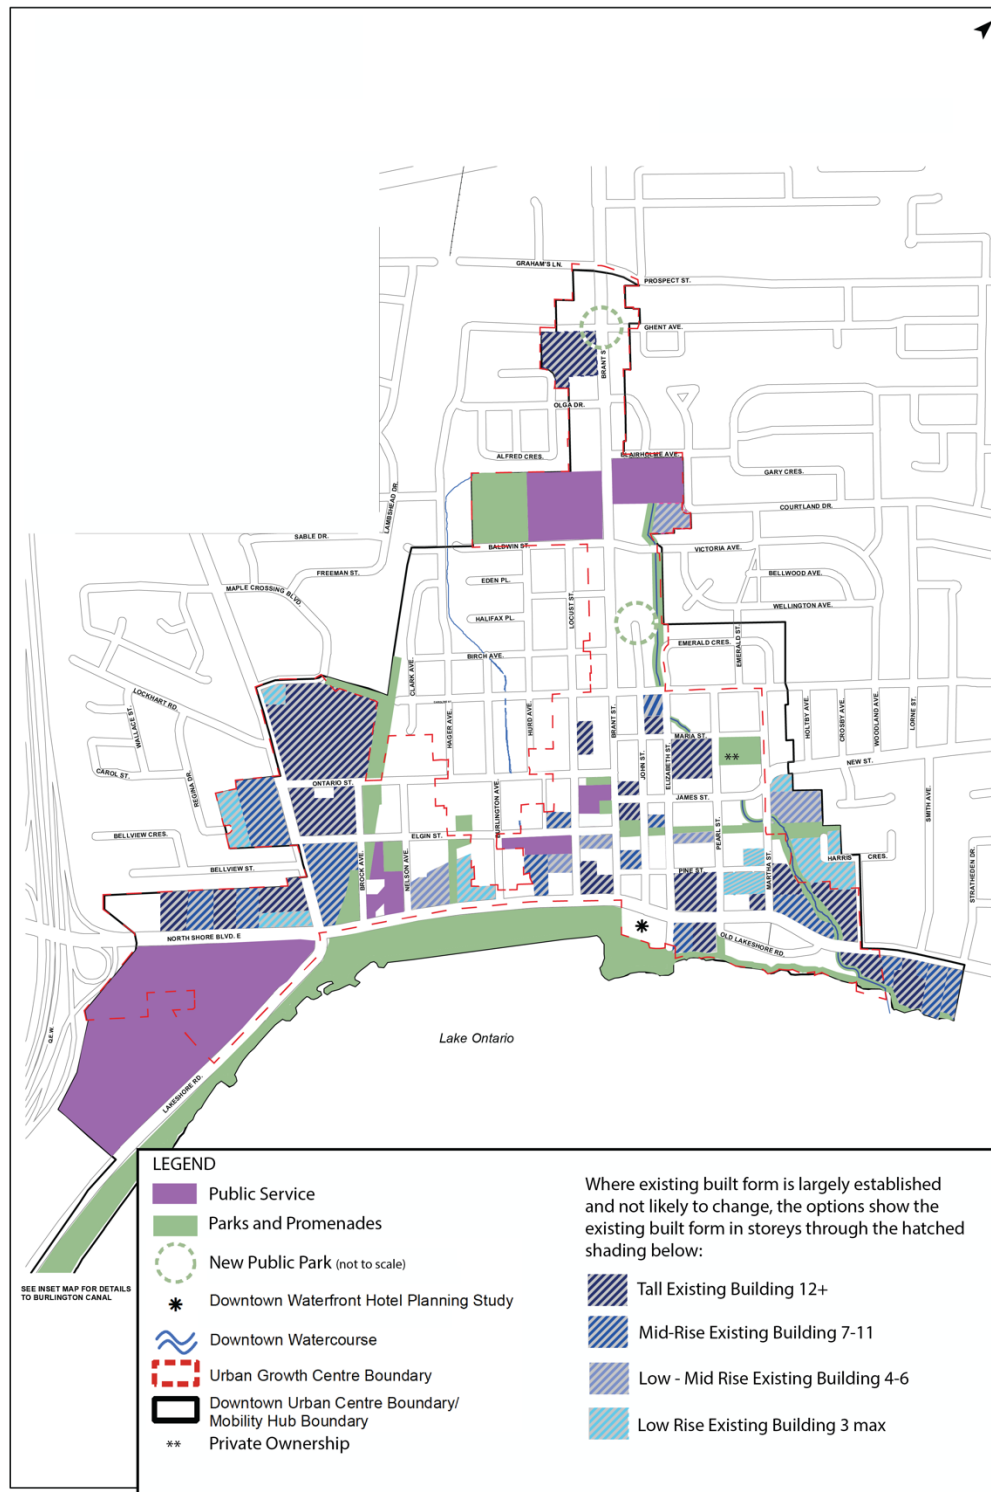 GRAHAM'S LN.
PROSPECT ST.
GHENT AVE.
BRANT S
OLGA DR.
ALFRED CRES.
BLAIRHOLME AVE.
GARY CRES.
LAMBSHEAD DR.
COURTLAND DR.
SABLE DR.
BALDWIN ST.
VICTORIA AVE.
FREEMAN ST.
EDEN PL.
BELLWOOD AVE.
MAPLE CROSSING BLVD.
LOCUST ST.
WELLINGTON AVE.
HALIFAX PL.
EMERALD ST.
EMERALD CRES.
BIRCH AVE.
CLARK AVE.
LOCKHART RD.
WALLACE ST.
HAGER AVE.
HURD AVE.
BRANT ST.
JOHN ST.
ELIZABETH ST.
MARIA ST.
HOLTBY AVE.
CROSBY AVE.
WOODLAND AVE.
LORNE ST.
**
NEW ST.
CAROL ST.
REGINA DR.
ONTARIO ST.
JAMES ST.
BURLINGTON AVE.
SMITH AVE.
BELLVIEW CRES.
ELGIN ST.
PEARL ST.
HARRIS CRES.
BELLVIEW ST.
BROCK AVE.
NELSON AVE.
PINE ST.
MARTHA ST.
STRATHEDEN DR.
NORTH SHORE BLVD. E
OLD LAKESHORE RD.
Q.E.W.
Lake Ontario
LAKESHORE RD.
SEE INSET MAP FOR DETAILS
TO BURLINGTON CANAL
LEGEND
Public Service
Parks and Promenades
New Public Park (not to scale)
Downtown Waterfront Hotel Planning Study
Downtown Watercourse
Urban Growth Centre Boundary
Downtown Urban Centre Boundary/
Mobility Hub Boundary
** Private Ownership
Where existing built form is largely established
and not likely to change, the options show the
existing built form in storeys through the hatched
shading below:
Tall Existing Building 12+
Mid-Rise Existing Building 7-11
Low - Mid Rise Existing Building 4-6
Low Rise Existing Building 3 max